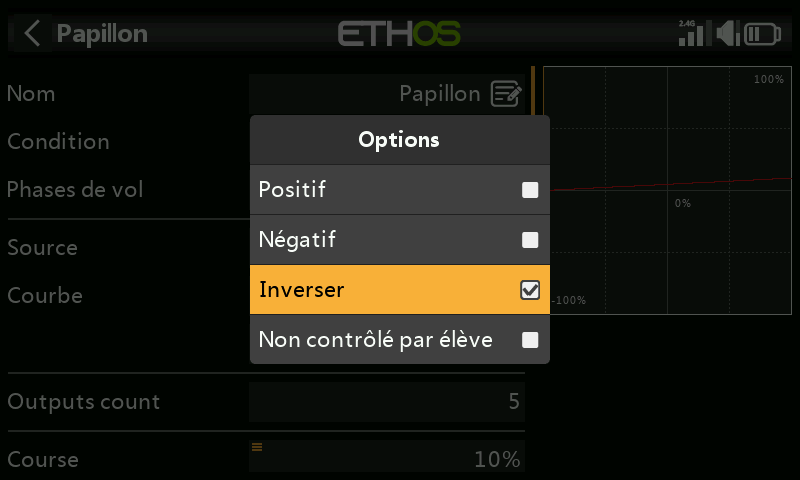 Papillon
ETHOS
2.4G
Nom
Papillon
100%
Options
Condition
Positif
Phases de vol
0%
Négatif
Source
Inverser
Courbe
-100%
Non contrôlé par élève
Outputs count
5
Course
10%